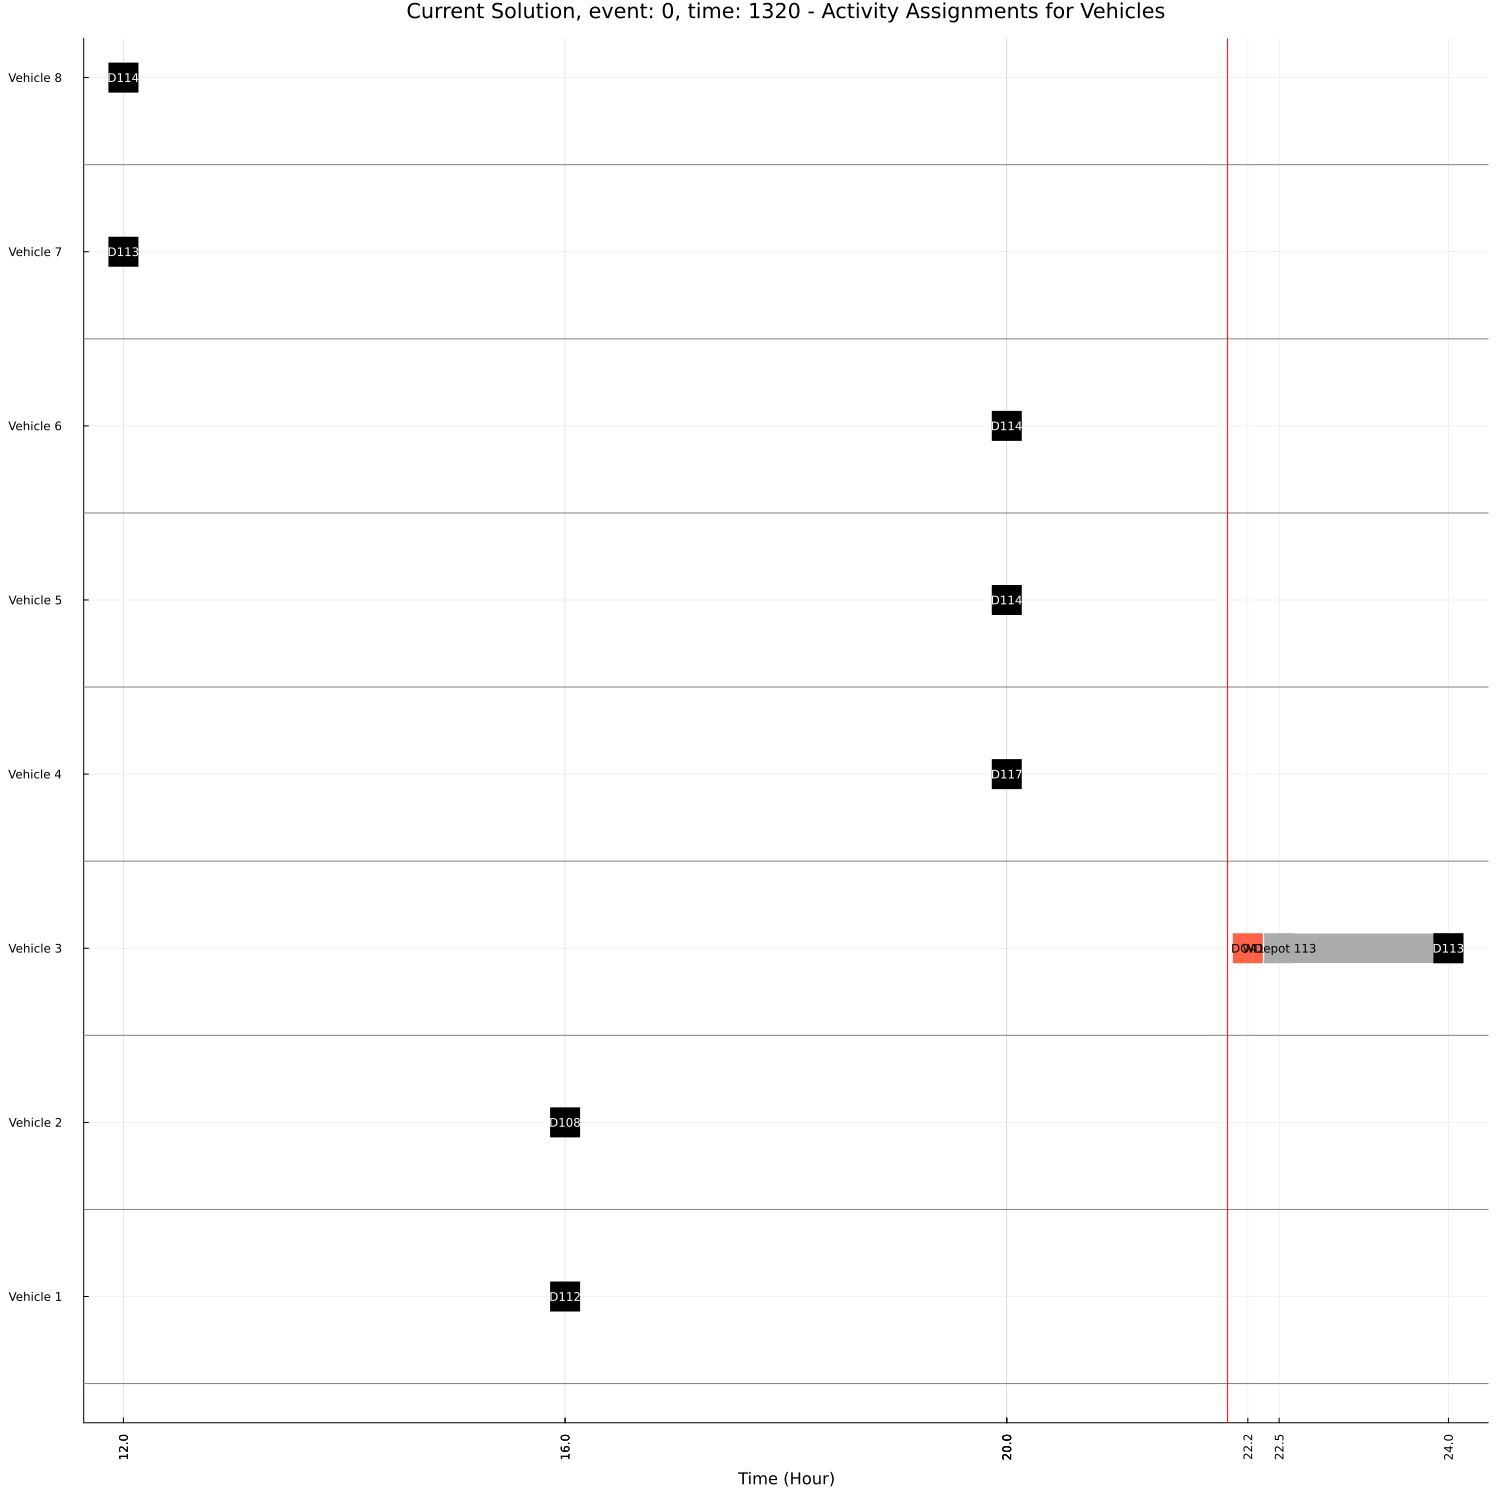 Current Solution, event: 0, time: 1320 - Activity Assignments for Vehicles
Vehicle 8
D114
Vehicle 7
D113
Vehicle 6
D114
Vehicle 5
D114
Vehicle 4
D117
Vehicle 3
Depot 113
D113
Vehicle 2
D108
Vehicle 1
D112
12.0
16.0
20.0
22.2
22.5
24.0
Time (Hour)